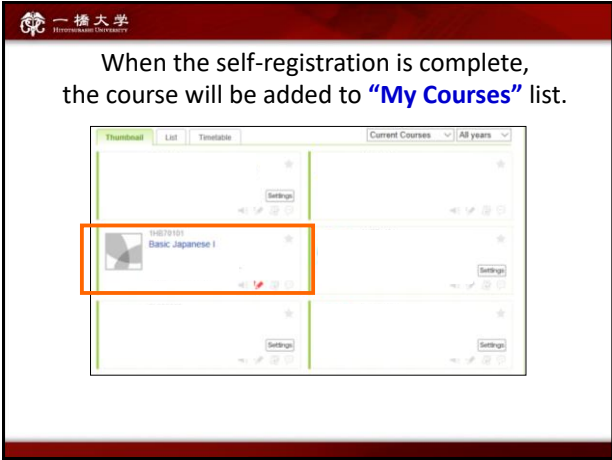 一橋大学
HITOTSUBASHI UNIVERSITY
When the self-registration is complete,
the course will be added to “My Courses” list.
Thumbnail List Timetable Current Courses All years
Settings
1H870101
Basic Japanese I
Settings
Settings Settings